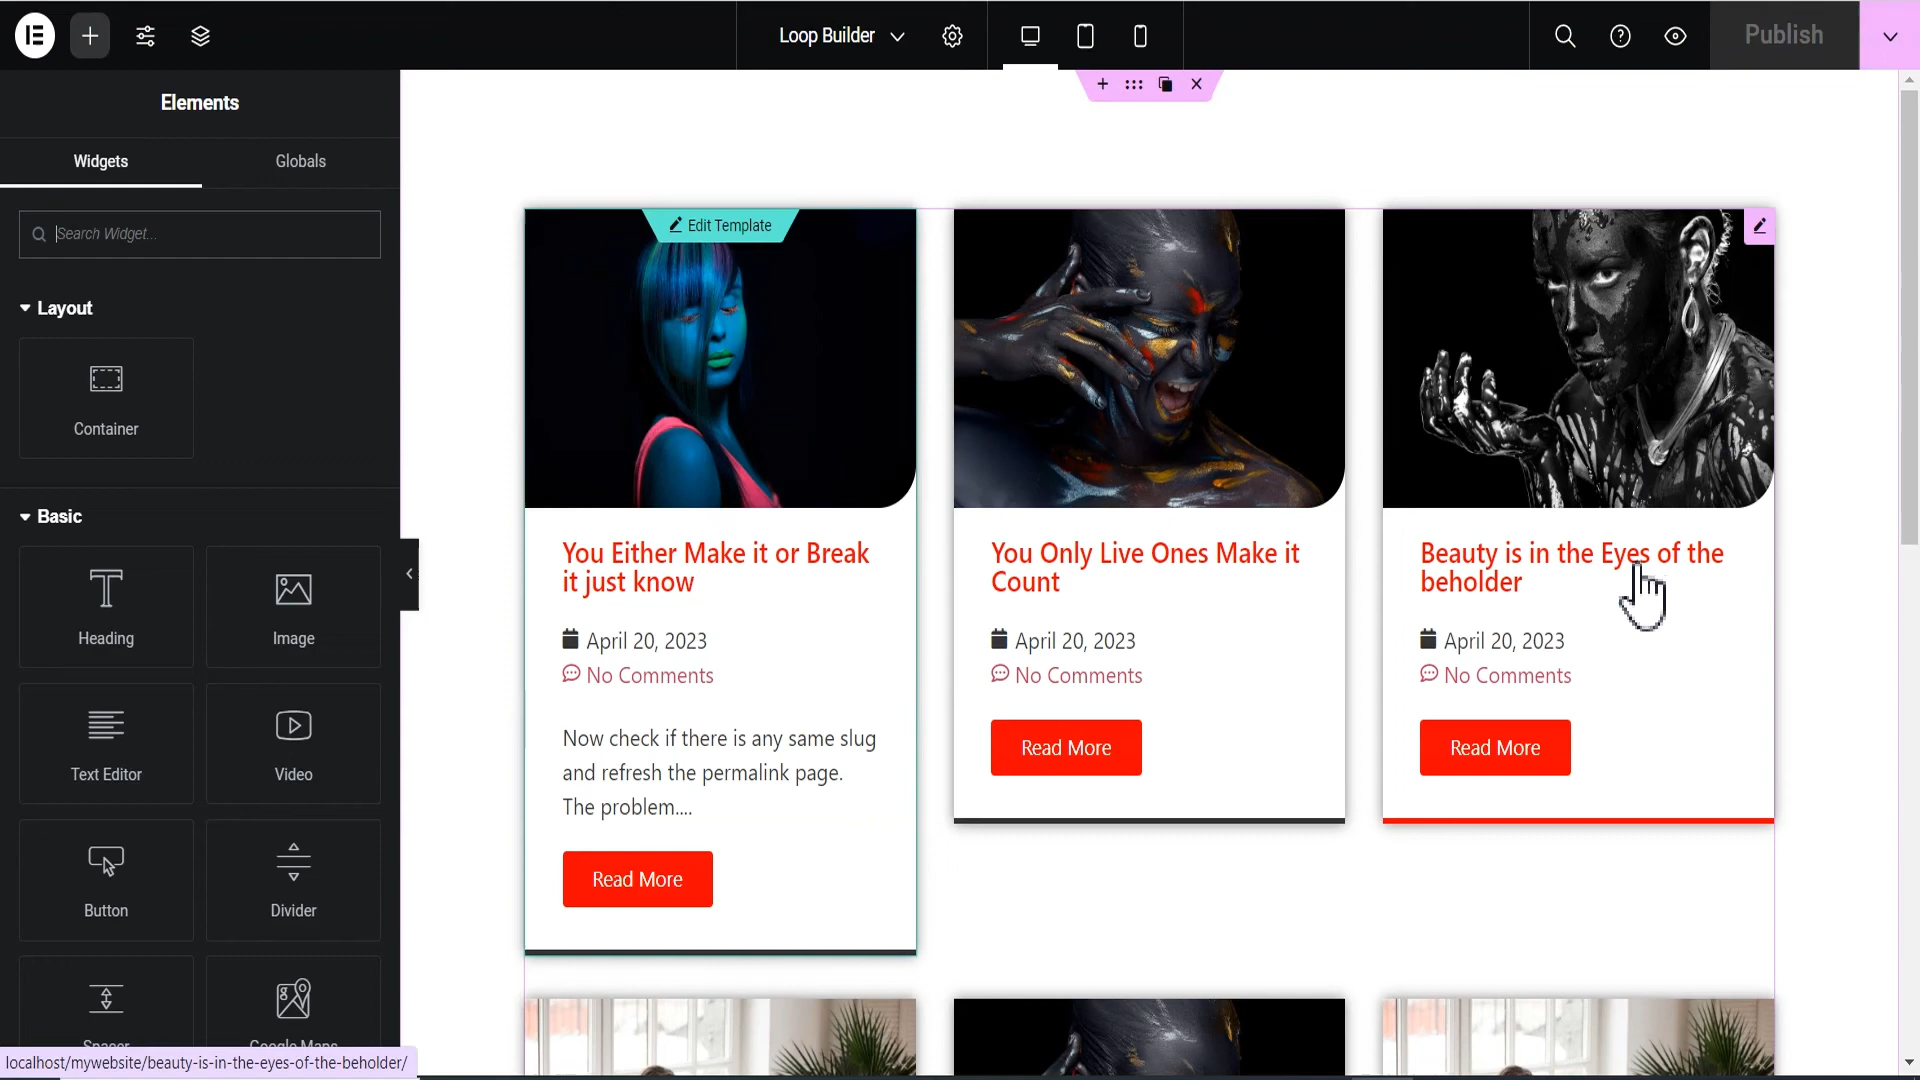 Loop Builder
Publish
Elements
Widgets
Globals
Search Widget...
Layout
Container
Basic
Heading
Image
Text Editor
Video
Button
Divider
Spacer
Google Maps
localhost/mywebsite/beauty-is-in-the-eyes-of-the-beholder/
Edit Template
You Either Make it or Break
it just know
April 20, 2023
No Comments
Now check if there is any same slug
and refresh the permalink page.
The problem....
Read More
You Only Live Ones Make it
Count
April 20, 2023
No Comments
Read More
Beauty is in the Eyes of the
beholder
April 20, 2023
No Comments
Read More